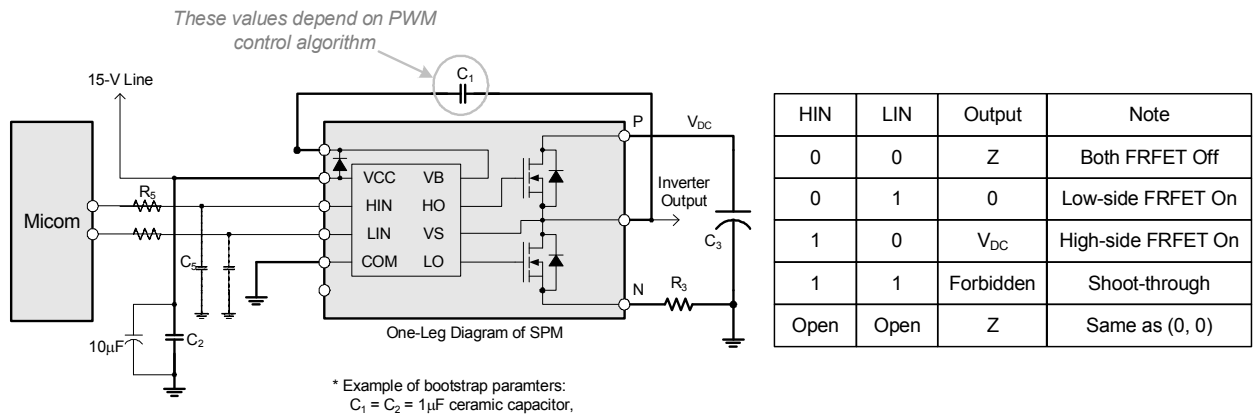 These values depend on PWM
control algorithm
15-V Line
C1
P
VDC
R5
VCC
VB
Inverter
Output
Micom
HIN
HO
LIN
VS
C5
COM
LO
C3
N
R3
One-Leg Diagram of SPM
10μF
C2
* Example of bootstrap paramters:
C1 = C2 = 1μF ceramic capacitor,
HIN LIN Output Note
0 0 Z Both FRFET Off
0 1 0 Low-side FRFET On
1 0 VDC High-side FRFET On
1 1 Forbidden Shoot-through
Open Open Z Same as (0, 0)